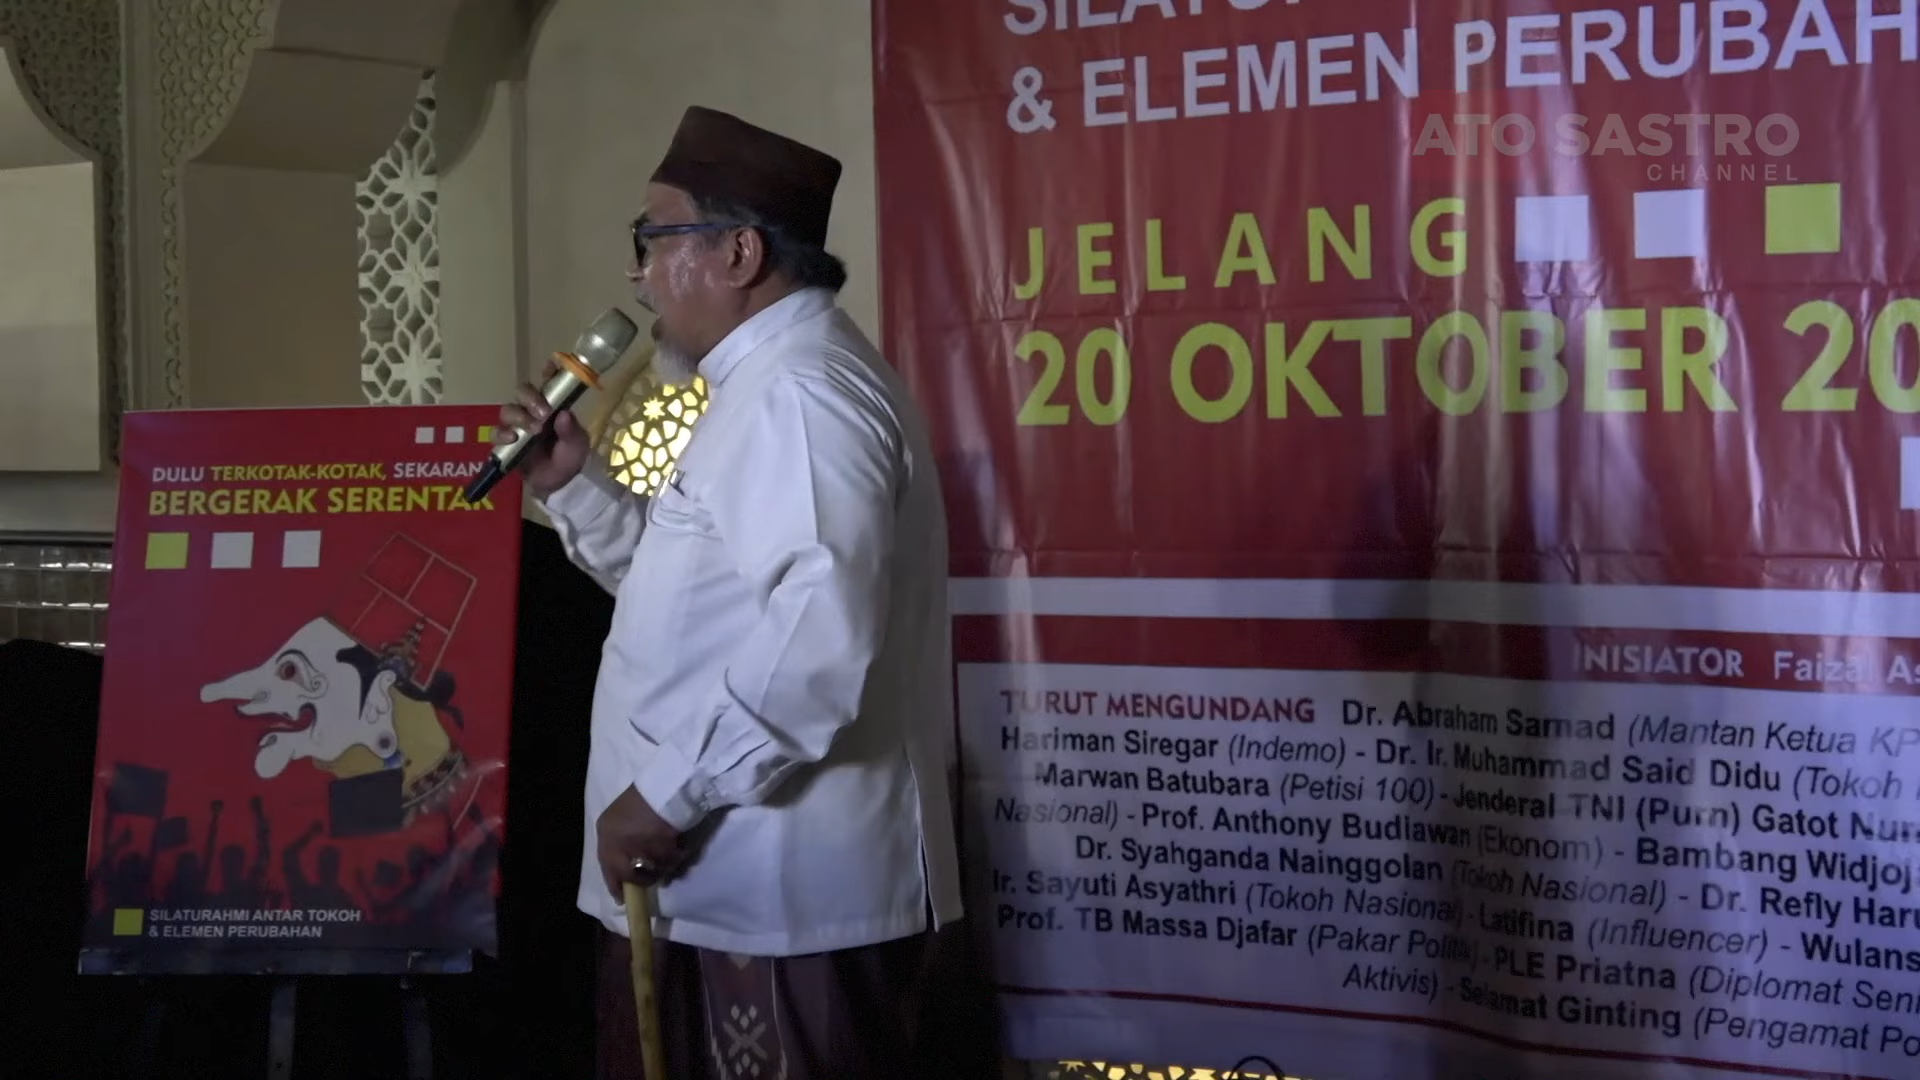 & ELEMEN PERUBAH
ATO SASTRO
CHANNEL
JELANG
20 OKTOBER 20
DULU TERKOTAK-KOTAK, SEKARAN
BERGERAK SERENTAK
SILATURAHMI ANTAR TOKOH
& ELEMEN PERUBAHAN
INISIATOR Faizal As
TURUT MENGUNDANG Dr. Abraham Samad (Mantan Ketua KP
Hariman Siregar (Indemo) - Dr. Ir. Muhammad Said Didu (Tokoh
Marwan Batubara (Petisi 100) - Jenderal TNI (Purn) Gatot Nur
Nasional) - Prof. Anthony Budiawan (Ekonom) - Bambang Widjoj
Dr. Syahganda Nainggolan (Tokoh Nasional) - Dr. Refly Haru
Ir. Sayuti Asyathri (Tokoh Nasional) - Latifina (Influencer) - Wulans
Prof. TB Massa Djafar (Pakar Politik) - PLE Priatna (Diplomat Seni
Aktivis) - Selamat Ginting (Pengamat Po